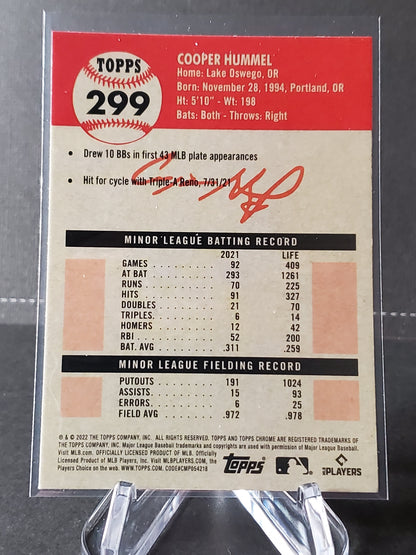 TOPPS
299
COOPER HUMMEL
Home: Lake Oswego, OR
Born: November 28, 1994, Portland, OR
Ht: 5'10" - Wt: 198
Bats: Both - Throws: Right
• Drew 10 BBs in first 43 MLB plate appearances
• Hit for cycle with Triple-A Reno, 7/31/21
MINOR LEAGUE BATTING RECORD
2021 LIFE
GAMES 92 409
AT BAT 293 1261
RUNS 70 225
HITS 91 327
DOUBLES 21 70
TRIPLES 6 14
HOMERS 12 42
RBI 52 200
BAT. AVG .311 .259
MINOR LEAGUE FIELDING RECORD
PUTOUTS 191 1024
ASSISTS 15 93
ERRORS 6 25
FIELD AVG .972 .978
® & © 2022 THE TOPPS COMPANY, INC. ALL RIGHTS RESERVED. TOPPS AND TOPPS CHROME ARE REGISTERED TRADEMARKS OF
THE TOPPS COMPANY, INC. Major League Baseball trademarks and copyrights are used with permission of Major League Baseball.
Visit MLB.com. OFFICIALLY LICENSED PRODUCT OF MLB. Officially
Licensed Product of MLB Players, Inc. Visit MLBPLAYERS.com, the
Players Choice on the web. WWW.TOPPS.COM. CODE#CMP054218
Topps
PLAYERS